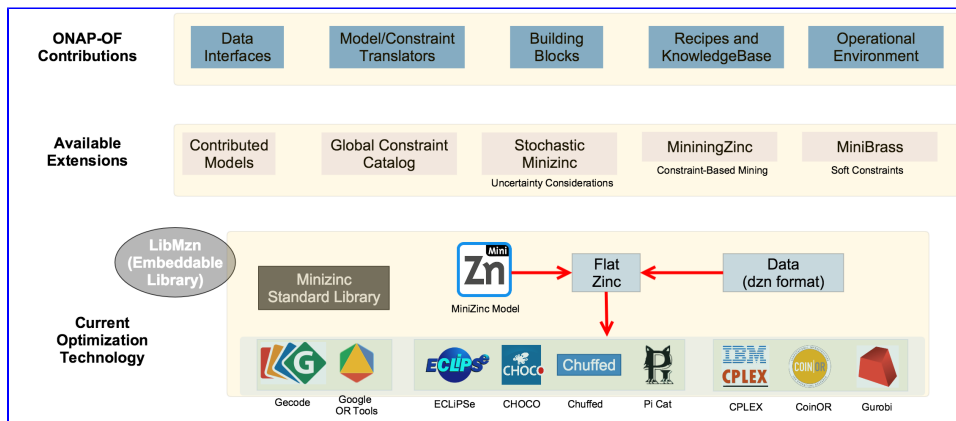 ONAP-OF
Contributions
Data
Interfaces
Model/Constraint
Translators
Building
Blocks
Recipes and
KnowledgeBase
Operational
Environment
Available
Extensions
Contributed
Models
Global Constraint
Catalog
Stochastic
Minizinc
Uncertainty Considerations
MiningZinc
Constraint-Based Mining
MiniBrass
Soft Constraints
LibMzn
(Embeddable
Library)
Minizinc
Standard Library
Mini
Zn
MiniZinc Model
Flat
Zinc
Data
(dzn format)
Current
Optimization
Technology
G
ECLiPSe
CHOCO
Chuffed
IBM
CPLEX
COIN OR
Gecode
Google
OR Tools
ECLiPSe
CHOCO
Chuffed
Pi Cat
CPLEX
CoinOR
Gurobi